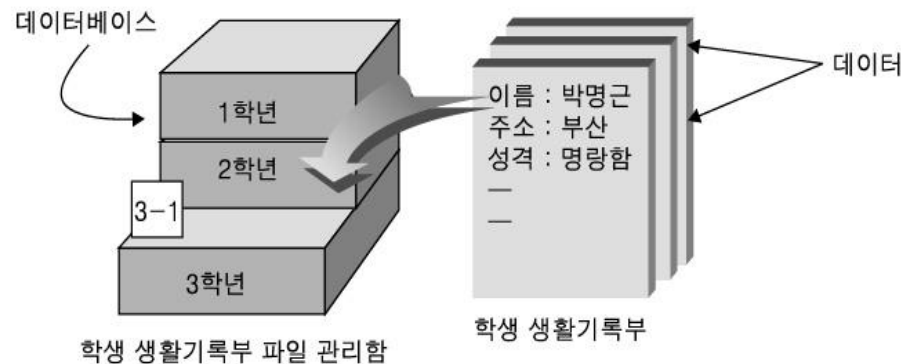 데이터베이스
1학년
2학년
3-1
3학년
학생 생활기록부 파일 관리함
이름 : 박명근
주소 : 부산
성격 : 명랑함
—
—
학생 생활기록부
데이터